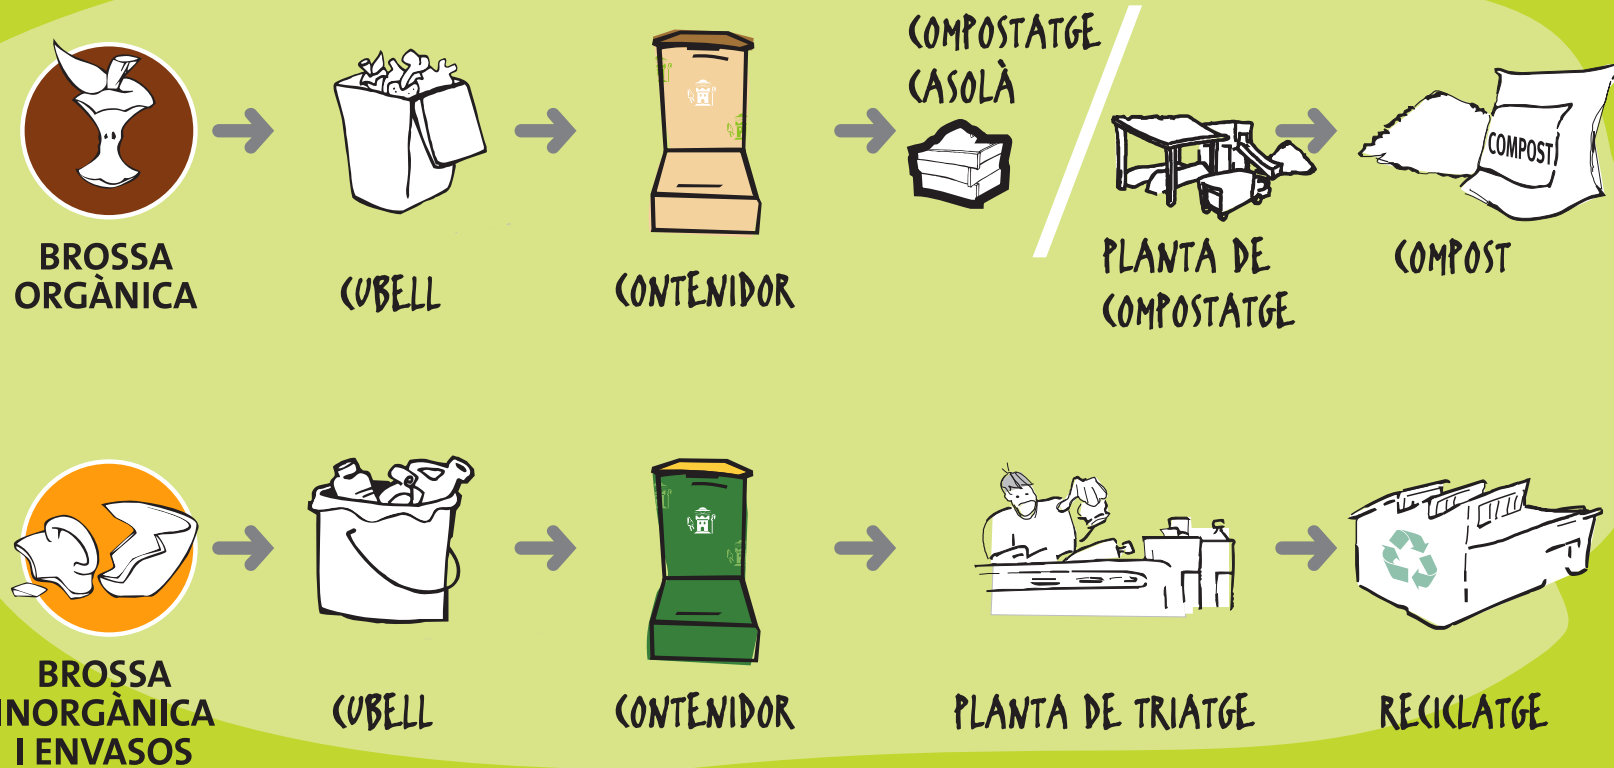 COMPOSTATGE
CASOLÀ
COMPOST
BROSSA
ORGÀNICA
CUBELL
CONTENIDOR
PLANTA DE
COMPOSTATGE
COMPOST
BROSSA
INORGÀNICA
I ENVASOS
CUBELL
CONTENIDOR
PLANTA DE TRIATGE
RECICLATGE